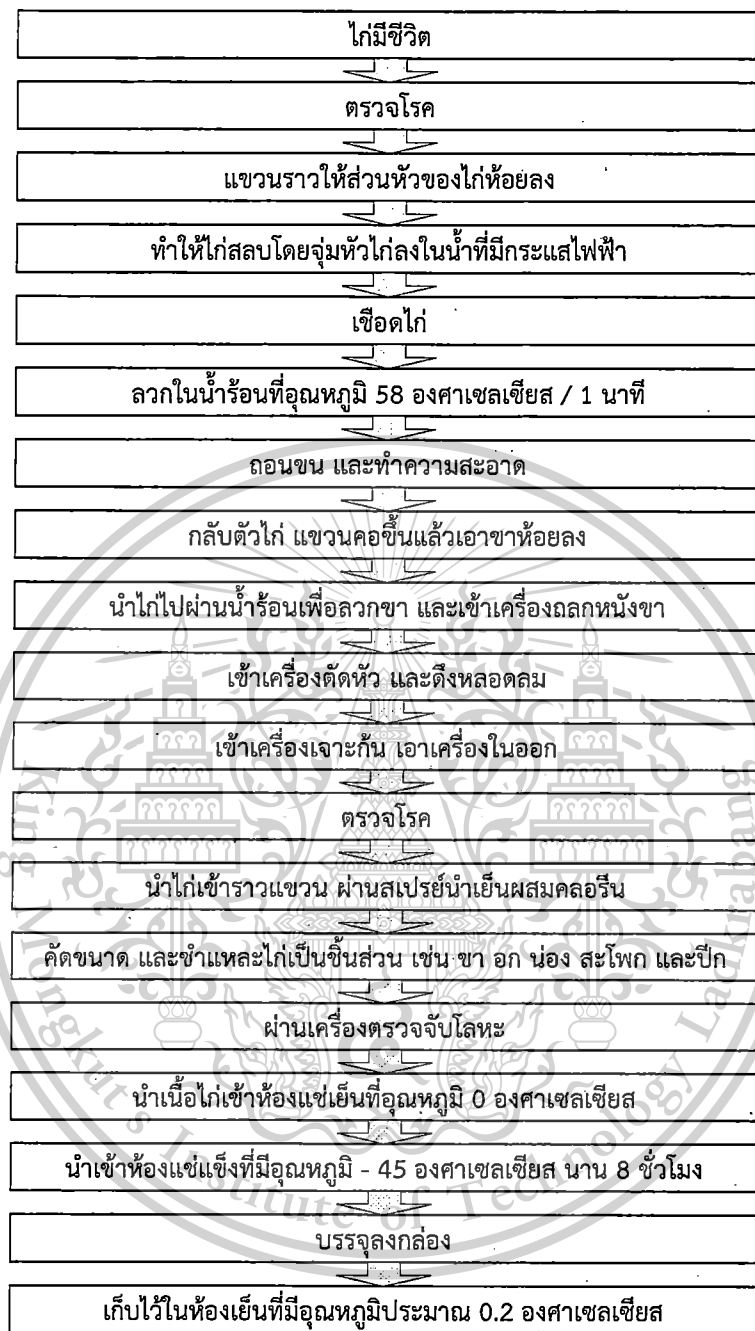 ไก่มีชีวิต
ตรวจโรค
แขวนราวให้ส่วนหัวของไก่ห้อยลง
ทำให้ไก่สลบโดยจุ่มหัวไก่ลงในน้ำที่มีกระแสไฟฟ้า
เชือดไก่
ลวกในน้ำร้อนที่อุณหภูมิ 58 องศาเซลเซียส / 1 นาที
ถอนขน และทำความสะอาด
กลับตัวไก่ แขวนคอขึ้นแล้วเอาขาห้อยลง
นำไก่ไปผ่านน้ำร้อนเพื่อลวกขา และเข้าเครื่องถลกหนังขา
เข้าเครื่องตัดหัว และดึงหลอดลม
เข้าเครื่องเจาะก้น เอาเครื่องในออก
ตรวจโรค
นำไก่เข้าราวแขวน ผ่านสเปรย์น้ำเย็นผสมคลอรีน
คัดขนาด และชำแหละไก่เป็นชิ้นส่วน เช่น ขา อก น่อง สะโพก และปีก
ผ่านเครื่องตรวจจับโลหะ
นำเนื้อไก่เข้าห้องแช่เย็นที่อุณหภูมิ 0 องศาเซลเซียส
นำเข้าห้องแช่แข็งที่มีอุณหภูมิ - 45 องศาเซลเซียส นาน 8 ชั่วโมง
บรรจุลงกล่อง
เก็บไว้ในห้องเย็นที่มีอุณหภูมิประมาณ 0.2 องศาเซลเซียส
King Mongkut's Institute of Technology Ladkrabang